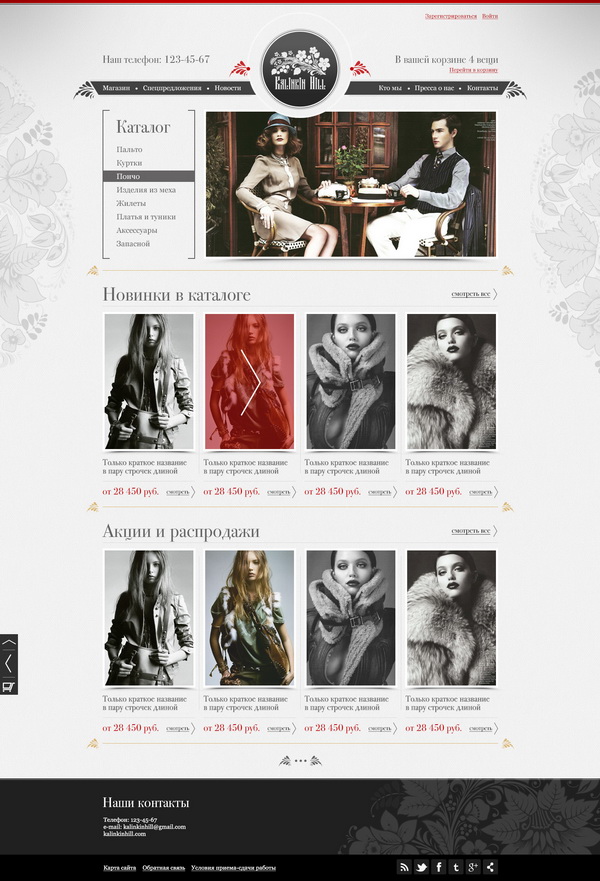 Зарегистрироваться Войти
Наш телефон: 123-45-67
В вашей корзине 4 вещи
Перейти в корзину
Kalinkin Hill
Магазин • Спецпредложения • Новости
Кто мы • Пресса о нас • Контакты
Каталог
Пальто
Куртки
Пончо
Изделия из меха
Жилеты
Платья и туники
Аксессуары
Запасной
Новинки в каталоге
смотреть все
Только краткое название Только краткое название Только краткое название Только краткое название
в пару строчек длиной в пару строчек длиной в пару строчек длиной в пару строчек длиной
от 28 450 руб. смотреть от 28 450 руб. смотреть от 28 450 руб. смотреть от 28 450 руб. смотреть
Акции и распродажи
смотреть все
Только краткое название Только краткое название Только краткое название Только краткое название
в пару строчек длиной в пару строчек длиной в пару строчек длиной в пару строчек длиной
от 28 450 руб. смотреть от 28 450 руб. смотреть от 28 450 руб. смотреть от 28 450 руб. смотреть
Наши контакты
Телефон: 123-45-67
e-mail: kalinkinhill@gmail.com
kalinkinhill.com
Карта сайта Обратная связь Условия приема-сдачи работы